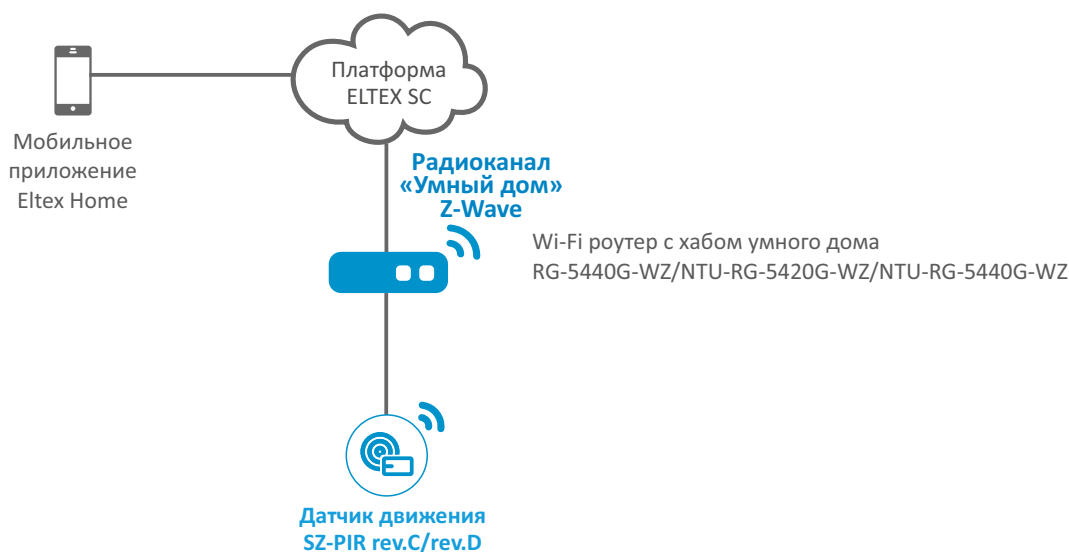 Платформа
ELTEX SC
Мобильное
приложение
Eltex Home
Радиоканал
«Умный дом»
Z-Wave
Wi-Fi роутер с хабом умного дома
RG-5440G-WZ/NTU-RG-5420G-WZ/NTU-RG-5440G-WZ
Датчик движения
SZ-PIR rev.C/rev.D